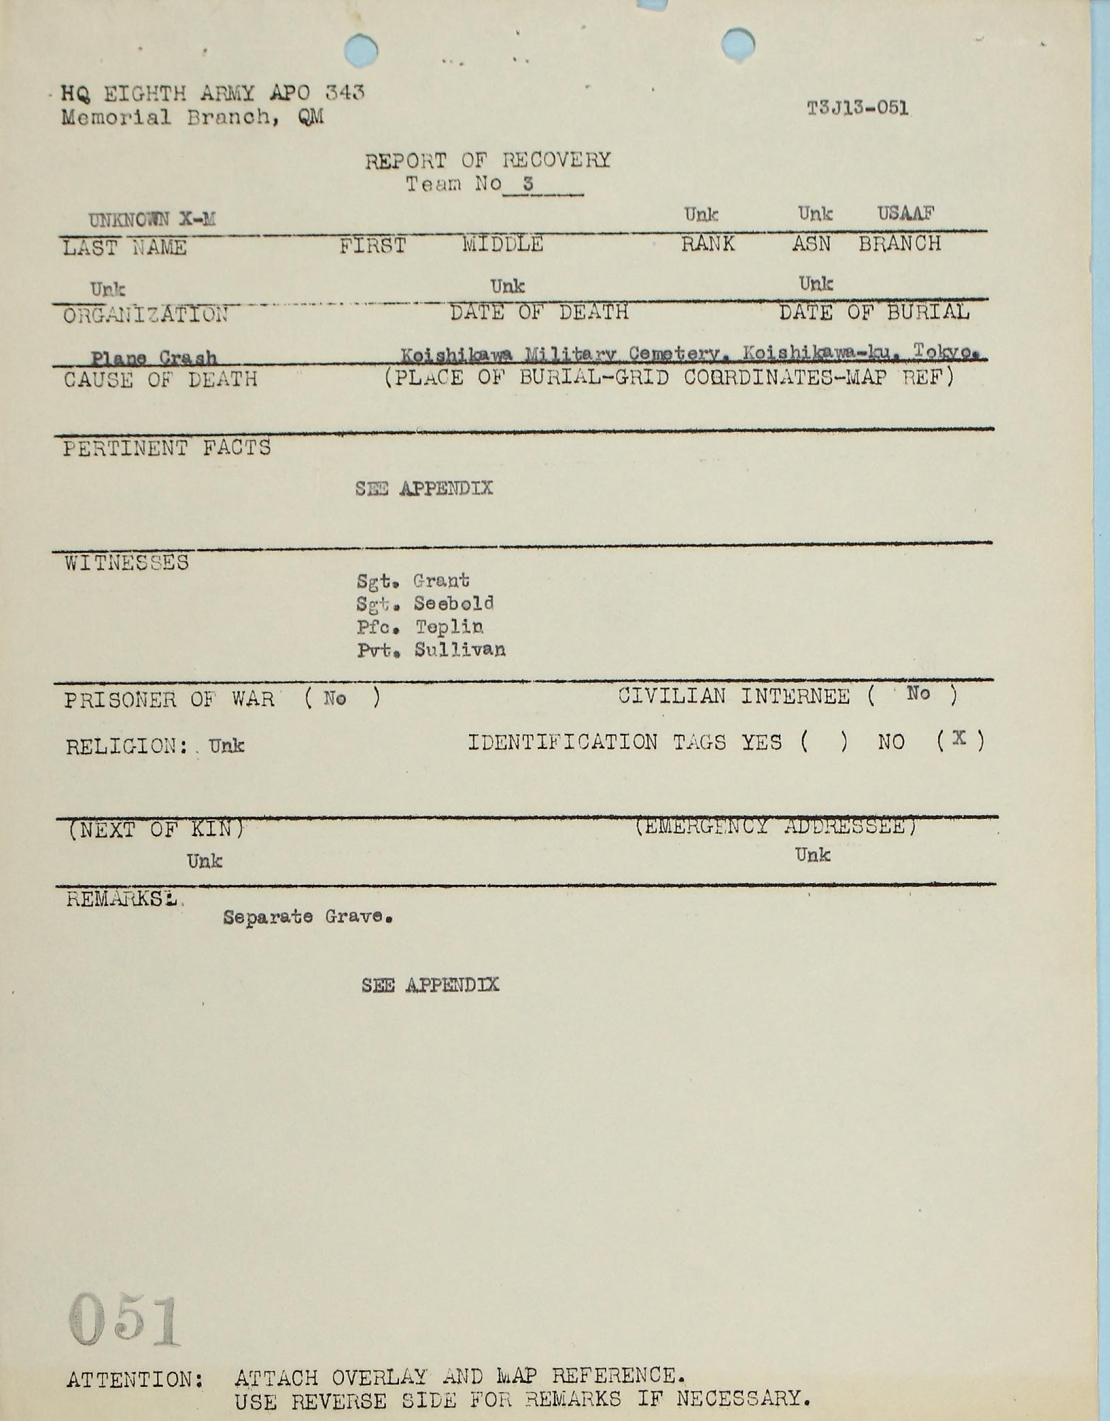 HQ EIGHTH ARMY APO 343
Memorial Branch, QM
T3J13-051
REPORT OF RECOVERY
Team No 3
UNKNOWN X-M Unk Unk USAAF
LAST NAME FIRST MIDDLE RANK ASN BRANCH
Unk Unk Unk
ORGANIZATION DATE OF DEATH DATE OF BURIAL
Plane Crash Koishikawa Military Cemetery, Koishikawa-ku, Tokyo.
CAUSE OF DEATH (PLACE OF BURIAL-GRID COORDINATES-MAP REF)
PERTINENT FACTS
SEE APPENDIX
WITNESSES
Sgt. Grant
Sgt. Seebold
Pfc. Teplin
Pvt. Sullivan
PRISONER OF WAR ( No ) CIVILIAN INTERNEE ( No )
RELIGION: Unk IDENTIFICATION TAGS YES ( ) NO ( X )
(NEXT OF KIN) (EMERGENCY ADDRESSEE)
Unk Unk
REMARKS:
Separate Grave.
SEE APPENDIX
051
ATTENTION: ATTACH OVERLAY AND MAP REFERENCE.
USE REVERSE SIDE FOR REMARKS IF NECESSARY.